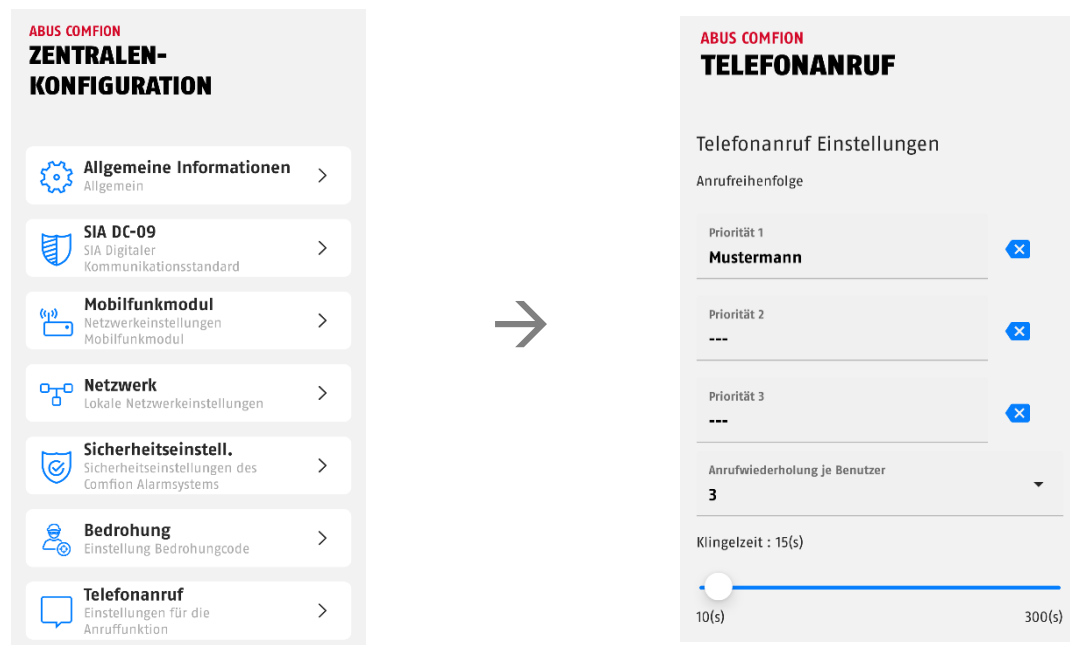 ABUS COMFION
ZENTRALEN-
KONFIGURATION
Allgemeine Informationen
Allgemein
SIA DC-09
SIA Digitaler
Kommunikationsstandard
Mobilfunkmodul
Netzwerkeinstellungen
Mobilfunkmodul
Netzwerk
Lokale Netzwerkeinstellungen
Sicherheitseinstell.
Sicherheitseinstellungen des
Comfion Alarmsystems
Bedrohung
Einstellung Bedrohungcode
Telefonanruf
Einstellungen für die
Anruffunktion
ABUS COMFION
TELEFONANRUF
Telefonanruf Einstellungen
Anrufreihenfolge
Priorität 1
Mustermann
Priorität 2
---
Priorität 3
---
Anrufwiederholung je Benutzer
3
Klingelzeit : 15(s)
10(s) 300(s)